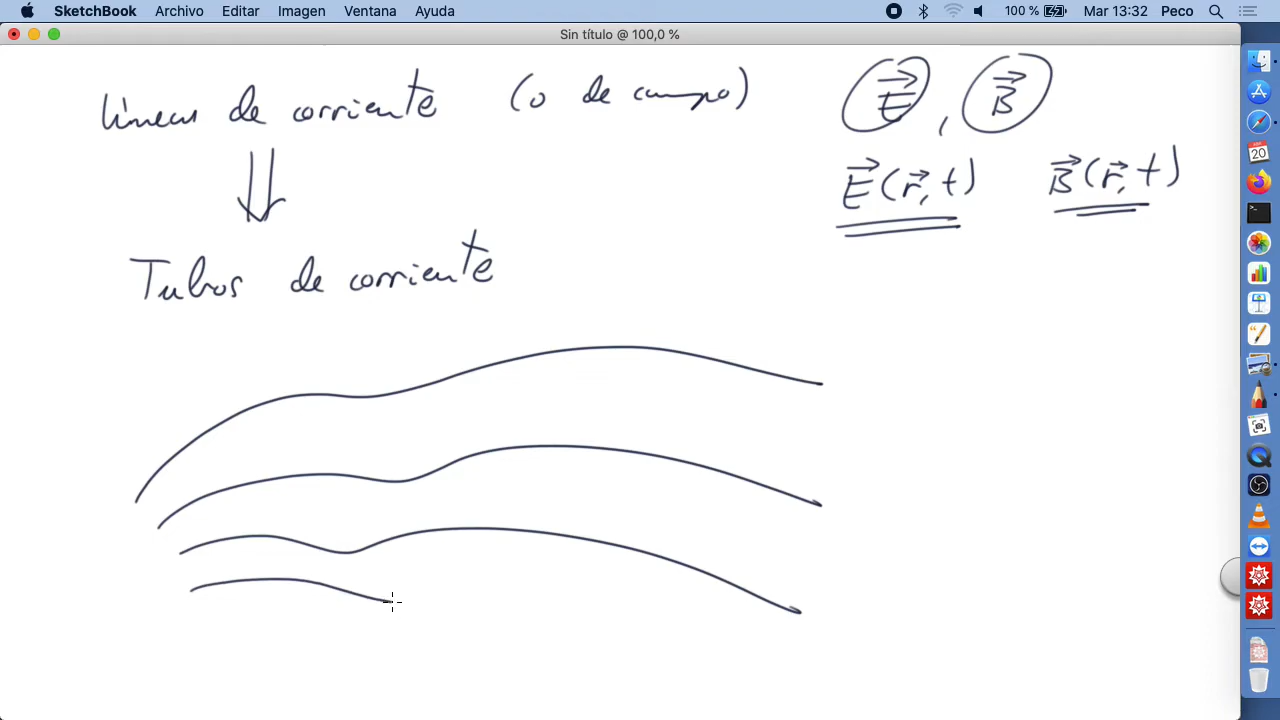 SketchBook Archivo Editar Imagen Ventana Ayuda 100 % Mar 13:32 Peco
Sin título @ 100,0 %
líneas de corriente (o de campo) E⃗ , B⃗
E⃗(r⃗, t) B⃗(r⃗, t)
⇓
Tubos de corriente
20